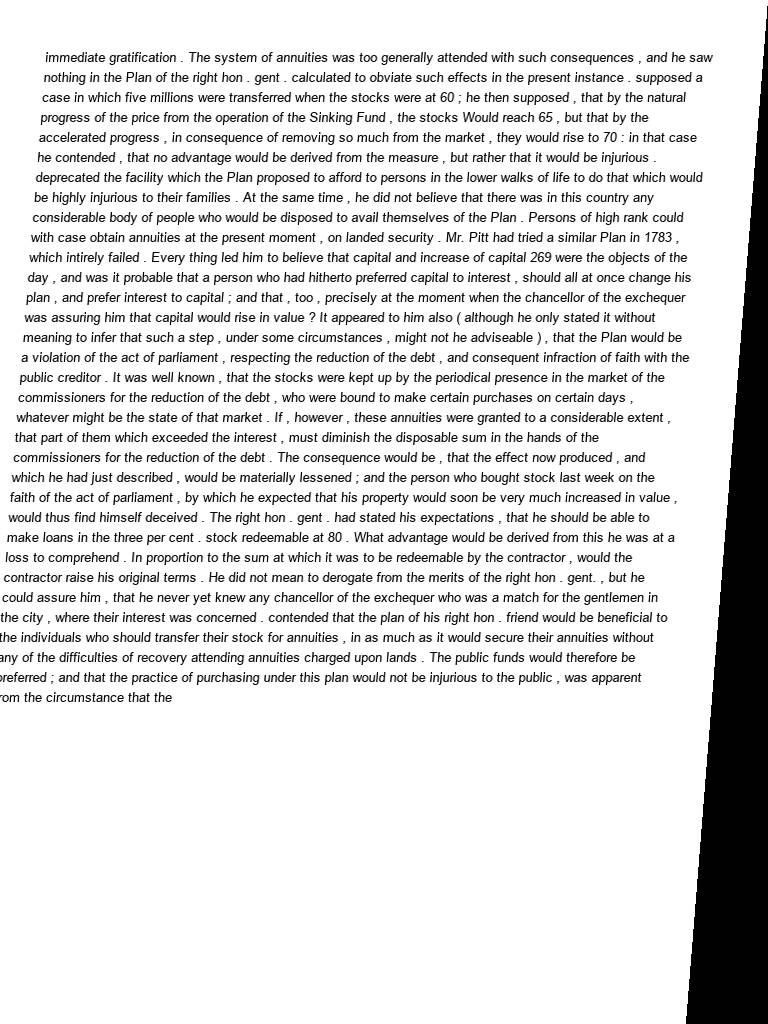 immediate gratification . The system of annuities was too generally attended with such consequences , and he saw
nothing in the Plan of the right hon . gent . calculated to obviate such effects in the present instance . supposed a
case in which five millions were transferred when the stocks were at 60 ; he then supposed , that by the natural
progress of the price from the operation of the Sinking Fund , the stocks Would reach 65 , but that by the
accelerated progress , in consequence of removing so much from the market , they would rise to 70 : in that case
he contended , that no advantage would be derived from the measure , but rather that it would be injurious .
deprecated the facility which the Plan proposed to afford to persons in the lower walks of life to do that which would
be highly injurious to their families . At the same time , he did not believe that there was in this country any
considerable body of people who would be disposed to avail themselves of the Plan . Persons of high rank could
with case obtain annuities at the present moment , on landed security . Mr. Pitt had tried a similar Plan in 1783 ,
which intirely failed . Every thing led him to believe that capital and increase of capital 269 were the objects of the
day , and was it probable that a person who had hitherto preferred capital to interest , should all at once change his
plan , and prefer interest to capital ; and that , too , precisely at the moment when the chancellor of the exchequer
was assuring him that capital would rise in value ? It appeared to him also ( although he only stated it without
meaning to infer that such a step , under some circumstances , might not he adviseable ) , that the Plan would be
a violation of the act of parliament , respecting the reduction of the debt , and consequent infraction of faith with the
public creditor . It was well known , that the stocks were kept up by the periodical presence in the market of the
commissioners for the reduction of the debt , who were bound to make certain purchases on certain days ,
whatever might be the state of that market . If , however , these annuities were granted to a considerable extent ,
that part of them which exceeded the interest , must diminish the disposable sum in the hands of the
commissioners for the reduction of the debt . The consequence would be , that the effect now produced , and
which he had just described , would be materially lessened ; and the person who bought stock last week on the
faith of the act of parliament , by which he expected that his property would soon be very much increased in value ,
would thus find himself deceived . The right hon . gent . had stated his expectations , that he should be able to
make loans in the three per cent . stock redeemable at 80 . What advantage would be derived from this he was at a
loss to comprehend . In proportion to the sum at which it was to be redeemable by the contractor , would the
contractor raise his original terms . He did not mean to derogate from the merits of the right hon . gent. , but he
could assure him , that he never yet knew any chancellor of the exchequer who was a match for the gentlemen in
the city , where their interest was concerned . contended that the plan of his right hon . friend would be beneficial to
the individuals who should transfer their stock for annuities , in as much as it would secure their annuities without
any of the difficulties of recovery attending annuities charged upon lands . The public funds would therefore be
preferred ; and that the practice of purchasing under this plan would not be injurious to the public , was apparent
rom the circumstance that the